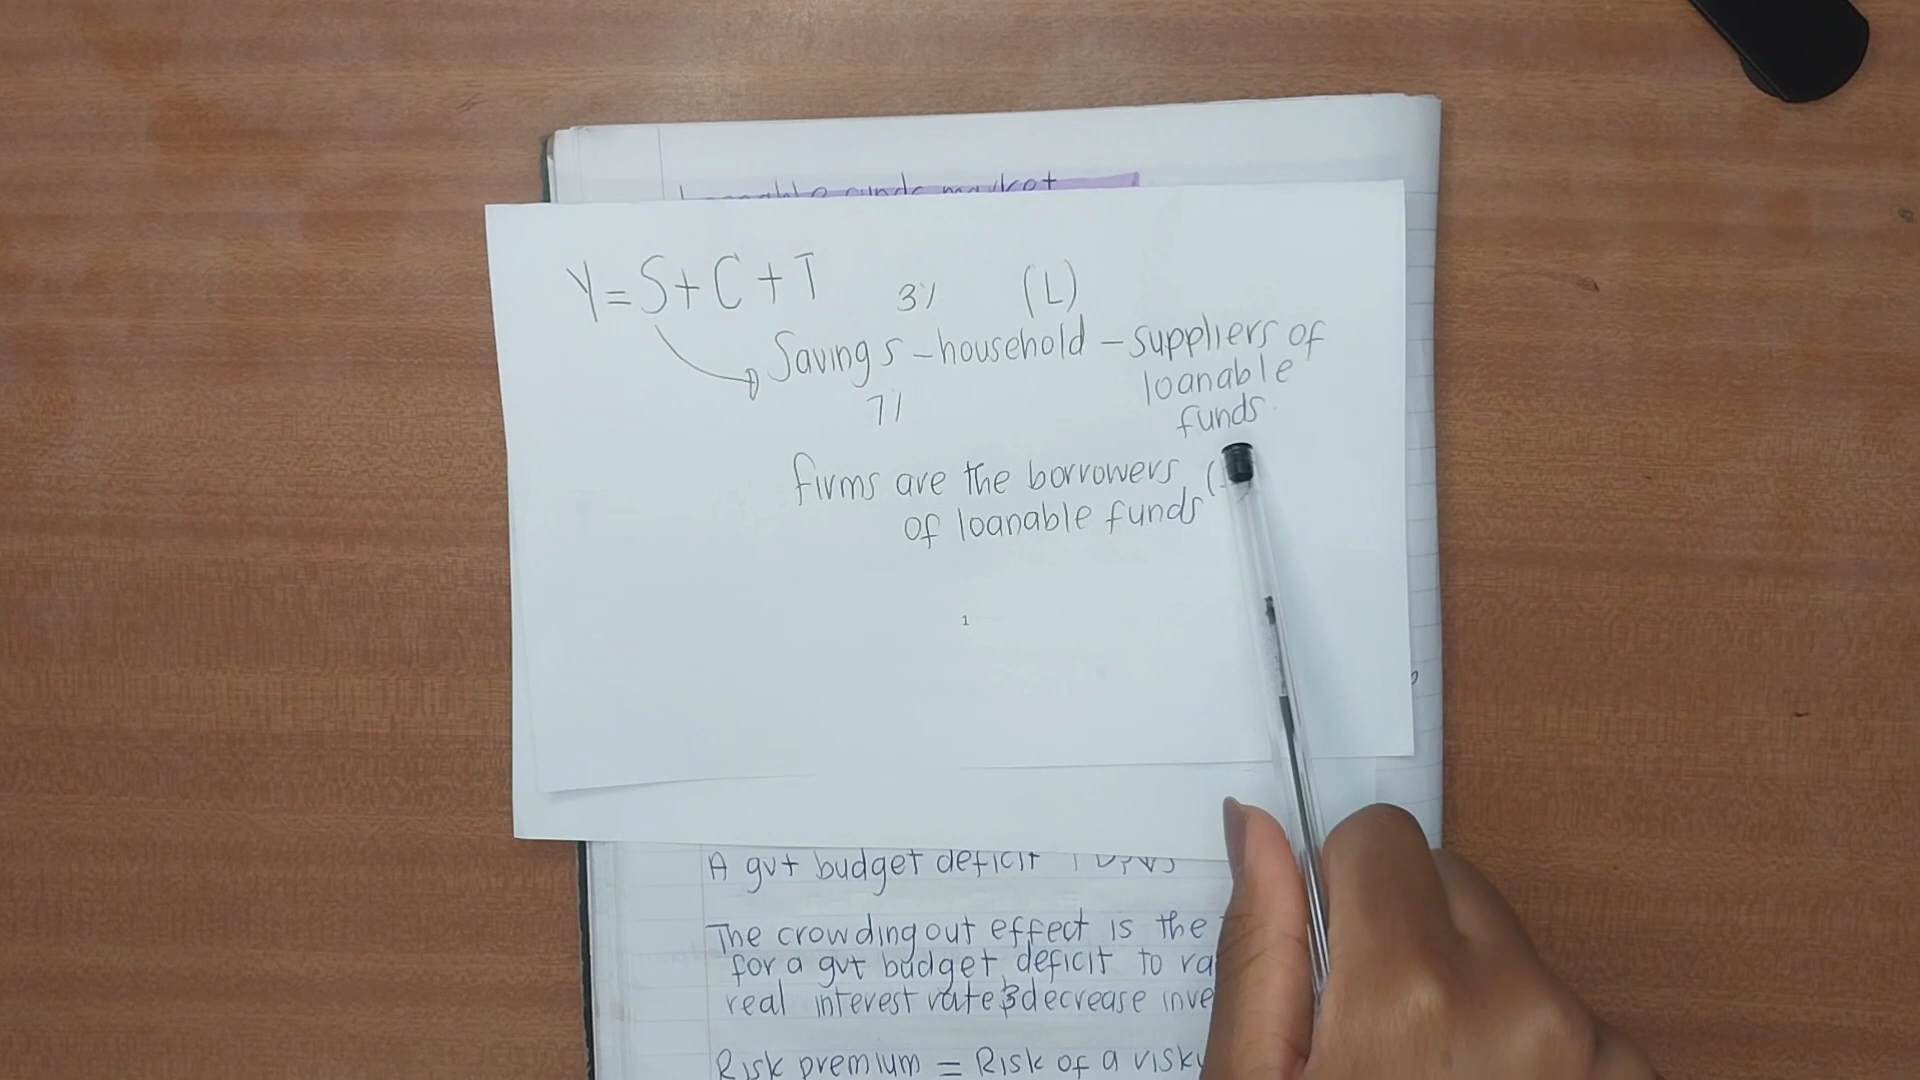 Y=S+C+T
3% (L)
Savings - household - suppliers of
loanable
funds.
7%
firms are the borrowers
of loanable funds
1
A gvt budget deficit
The crowding out effect is the
for a gvt budget deficit to
real interest rate & decrease
Risk premium = Risk of a